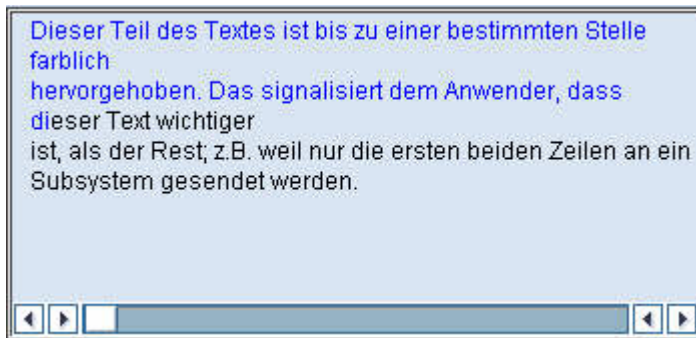 Dieser Teil des Textes ist bis zu einer bestimmten Stelle
farblich
hervorgehoben. Das signalisiert dem Anwender, dass
dieser Text wichtiger
ist, als der Rest; z.B. weil nur die ersten beiden Zeilen an ein
Subsystem gesendet werden.